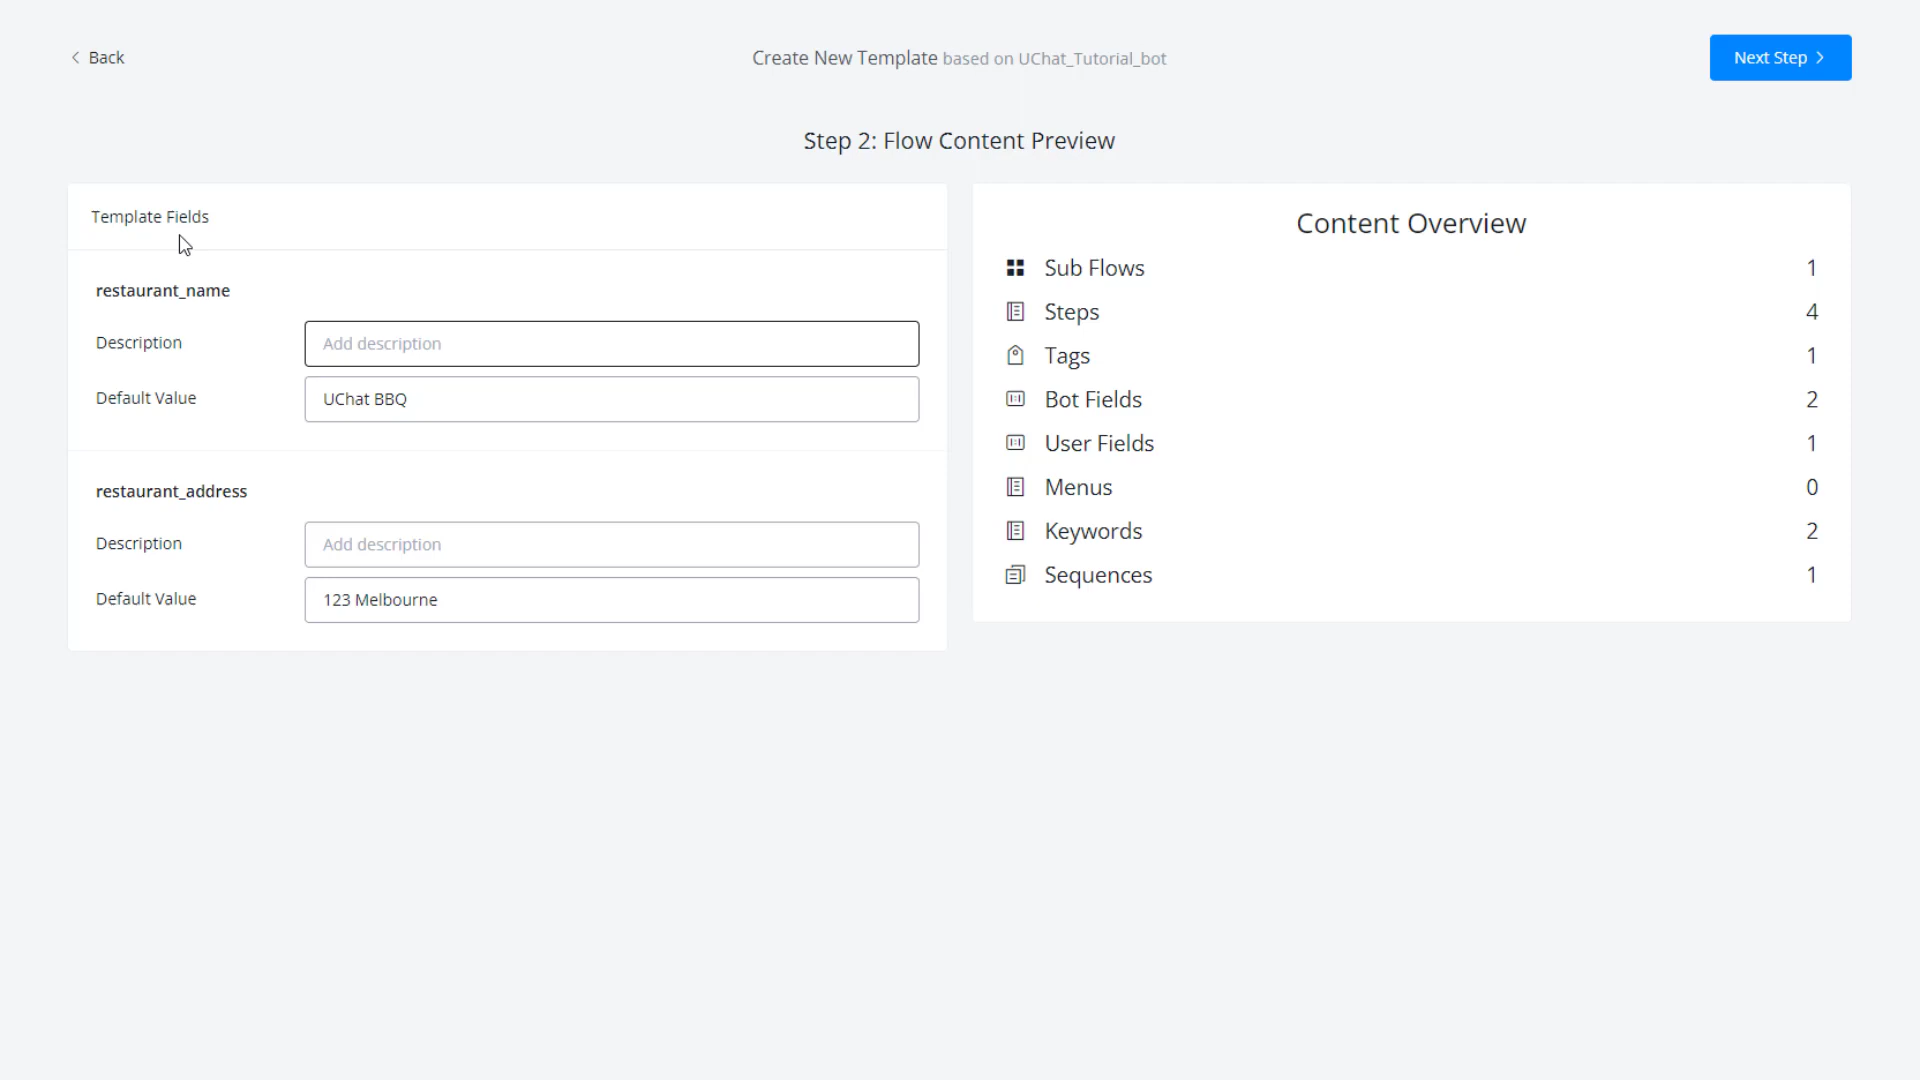 Back
Create New Template based on UChat_Tutorial_bot
Next Step
Step 2: Flow Content Preview
Template Fields
restaurant_name
Description
Add description
Default Value
UChat BBQ
restaurant_address
Description
Add description
Default Value
123 Melbourne
Content Overview
Sub Flows 1
Steps 4
Tags 1
Bot Fields 2
User Fields 1
Menus 0
Keywords 2
Sequences 1